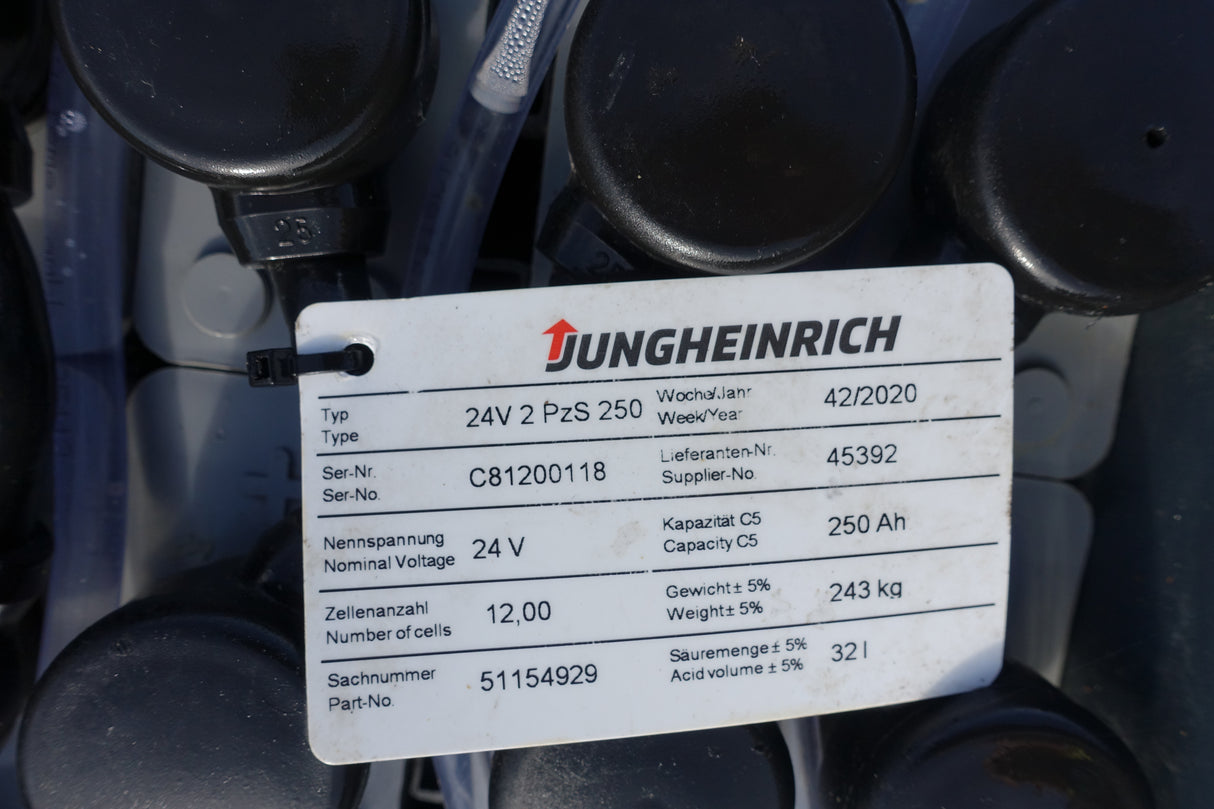 25
JUNGHEINRICH
Typ
Type
24V 2 PzS 250
Woche/Jahr
Week/Year
42/2020
Ser-Nr.
Ser-No.
C81200118
Lieferanten-Nr.
Supplier-No.
45392
Nennspannung
Nominal Voltage
24 V
Kapazität C5
Capacity C5
250 Ah
Zellenanzahl
Number of cells
12,00
Gewicht ± 5%
Weight ± 5%
243 kg
Sachnummer
Part-No.
51154929
Säuremenge ± 5%
Acid volume ± 5%
32 l